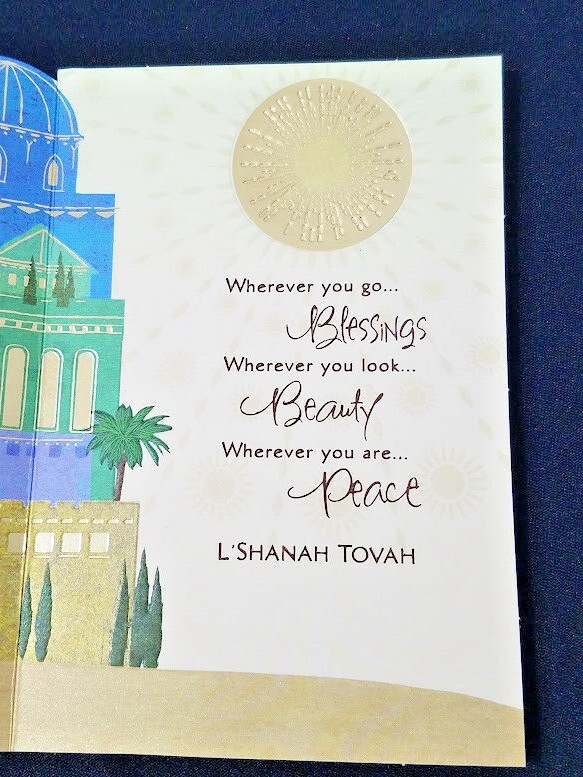 Wherever you go...
Blessings
Wherever you look...
Beauty
Wherever you are...
Peace
L'SHANAH TOVAH